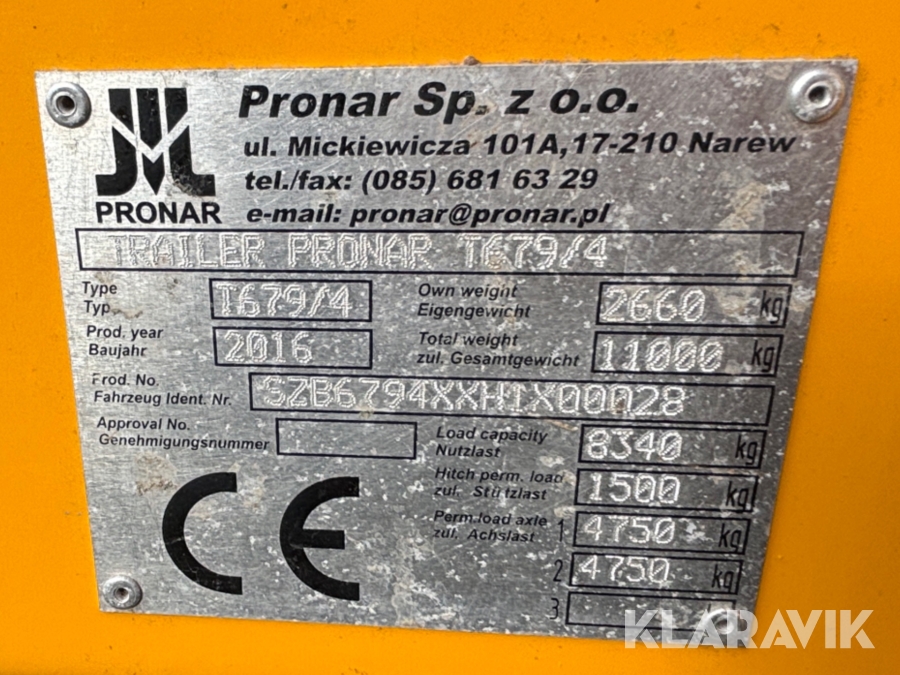 Pronar Sp. z o.o.
ul. Mickiewicza 101A,17-210 Narew
tel./fax: (085) 681 63 29
e-mail: pronar@pronar.pl
PRONAR
TRAILER PRONAR T679/4
Type
Typ
T679/4
Own weight
Eigengewicht
2660 kg
Prod. year
Baujahr
2016
Total weight
zul. Gesamtgewicht
11000 kg
Prod. No.
Fahrzeug Ident. Nr.
SZB6794XXH1X00028
Approval No.
Genehmigungsnummer
Load capacity
Nutzlast
8340 kg
Hitch perm. load
zul. Stützlast
1500 kg
Perm.load axle
zul. Achslast
1 4750 kg
2 4750 kg
3
CE
KLARAVIK